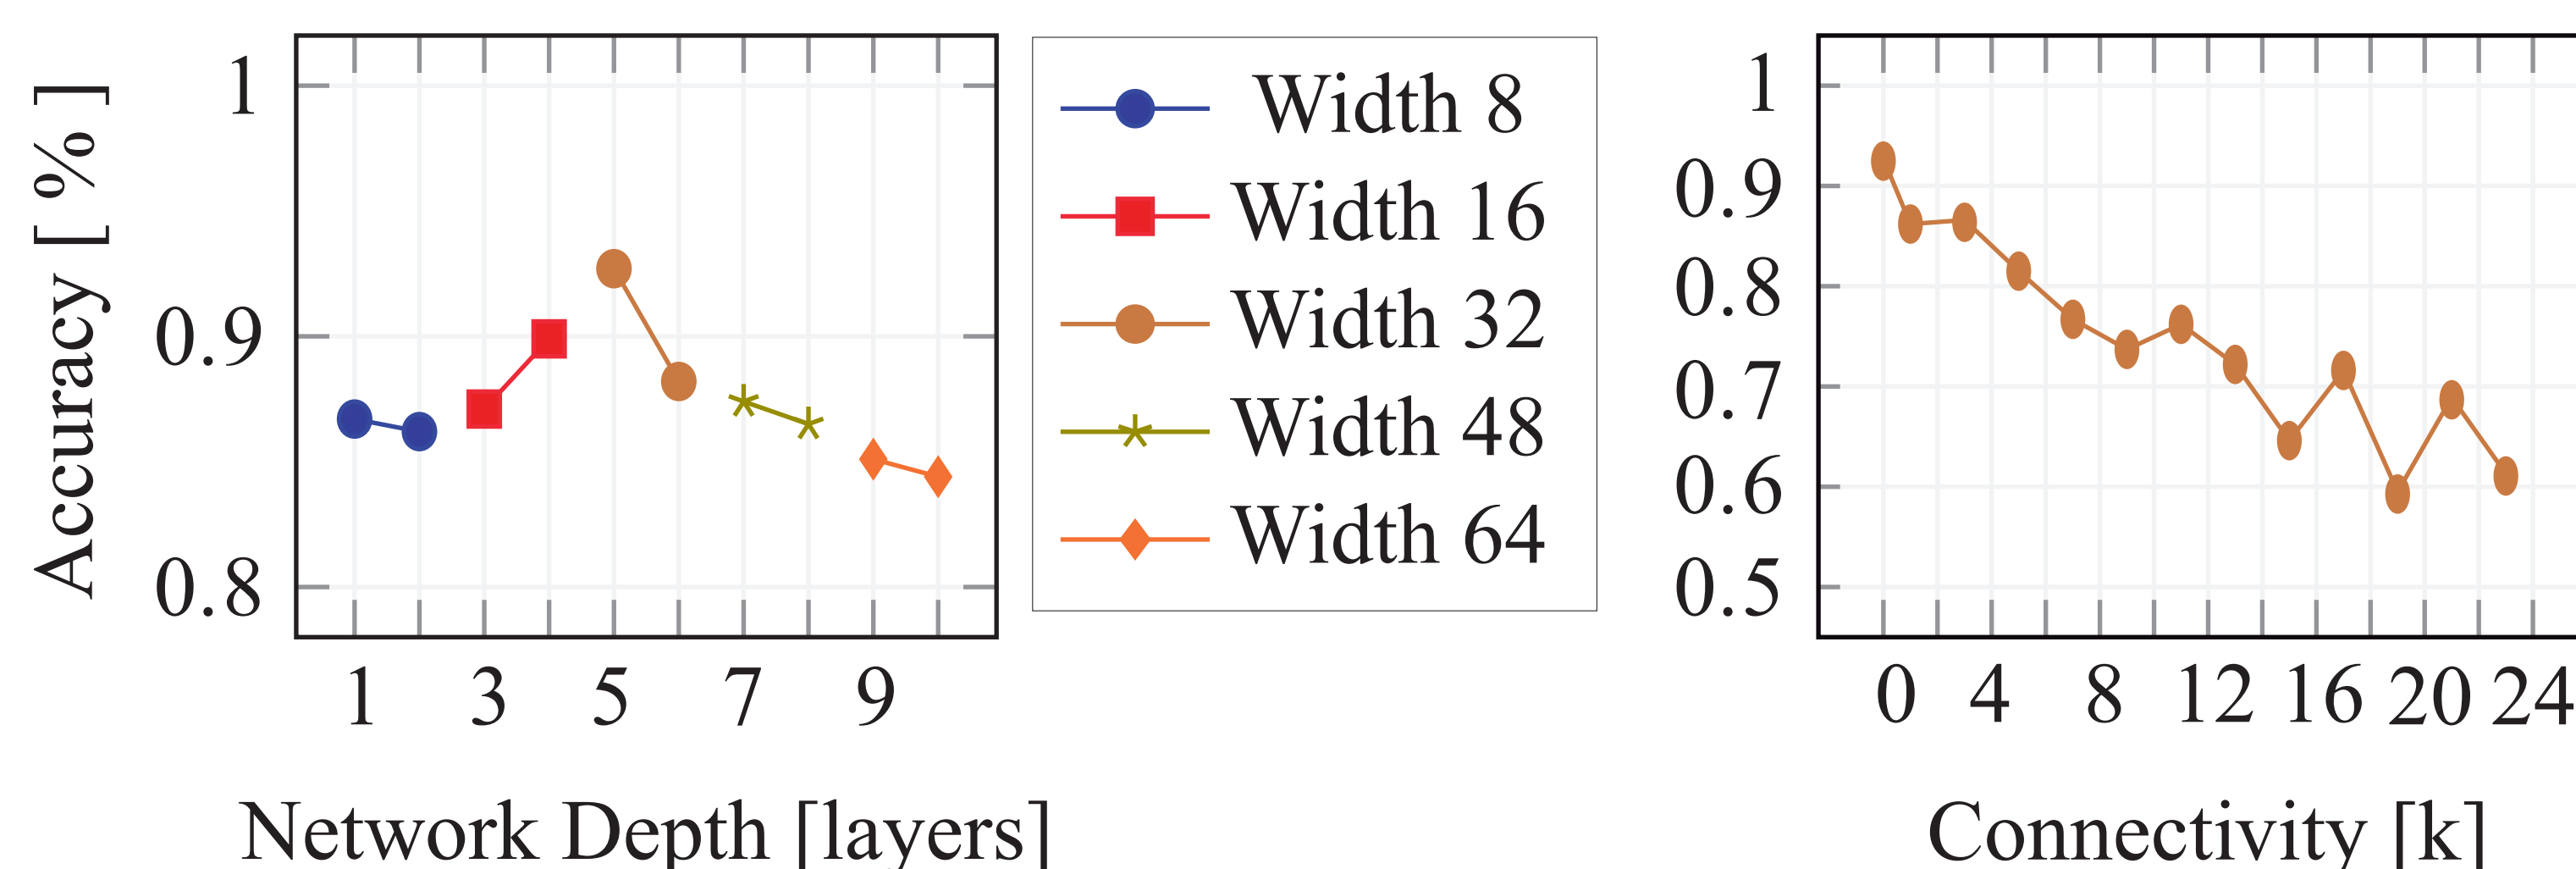 Accuracy [ % ]
1
0.9
0.8
1 3 5 7 9
Network Depth [layers]
Width 8
Width 16
Width 32
Width 48
Width 64
1
0.9
0.8
0.7
0.6
0.5
0 4 8 12 16 20 24
Connectivity [k]